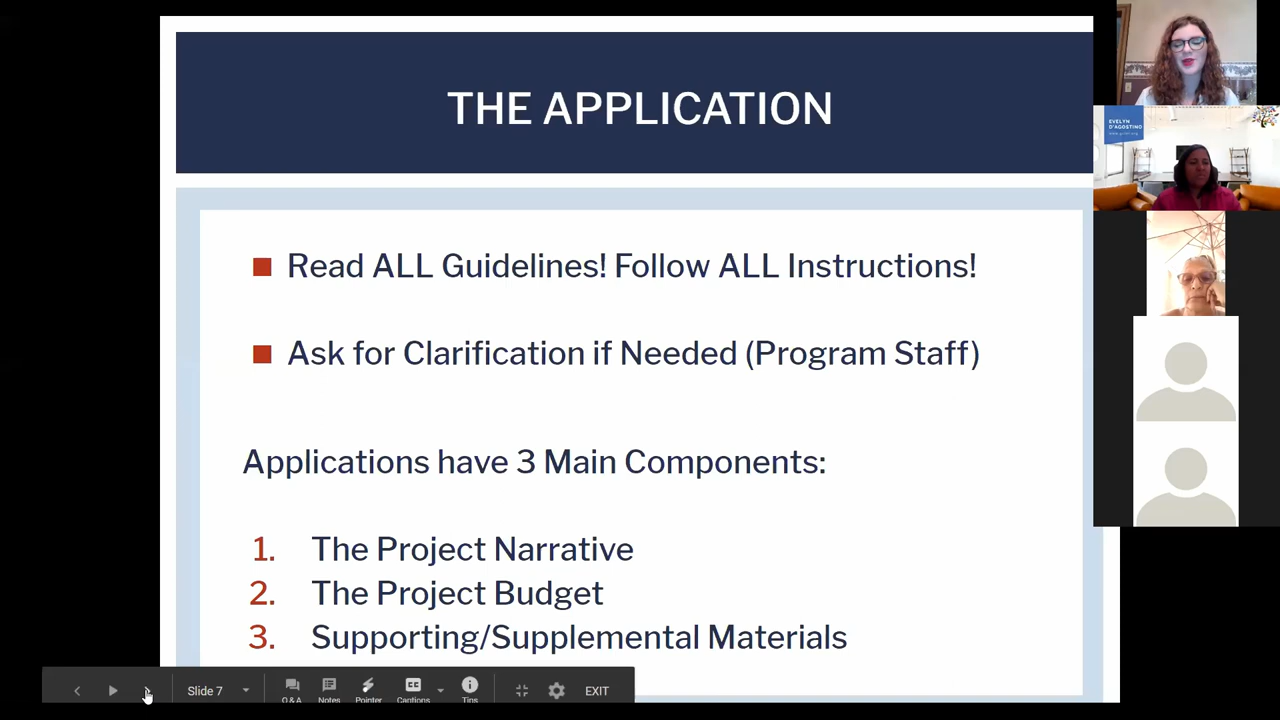 THE APPLICATION
Read ALL Guidelines! Follow ALL Instructions!
Ask for Clarification if Needed (Program Staff)
Applications have 3 Main Components:
1. The Project Narrative
2. The Project Budget
3. Supporting/Supplemental Materials
Slide 7
Q & A
Notes
Pointer
Captions
Tips
EXIT
EVELYN
D'AGOSTINO